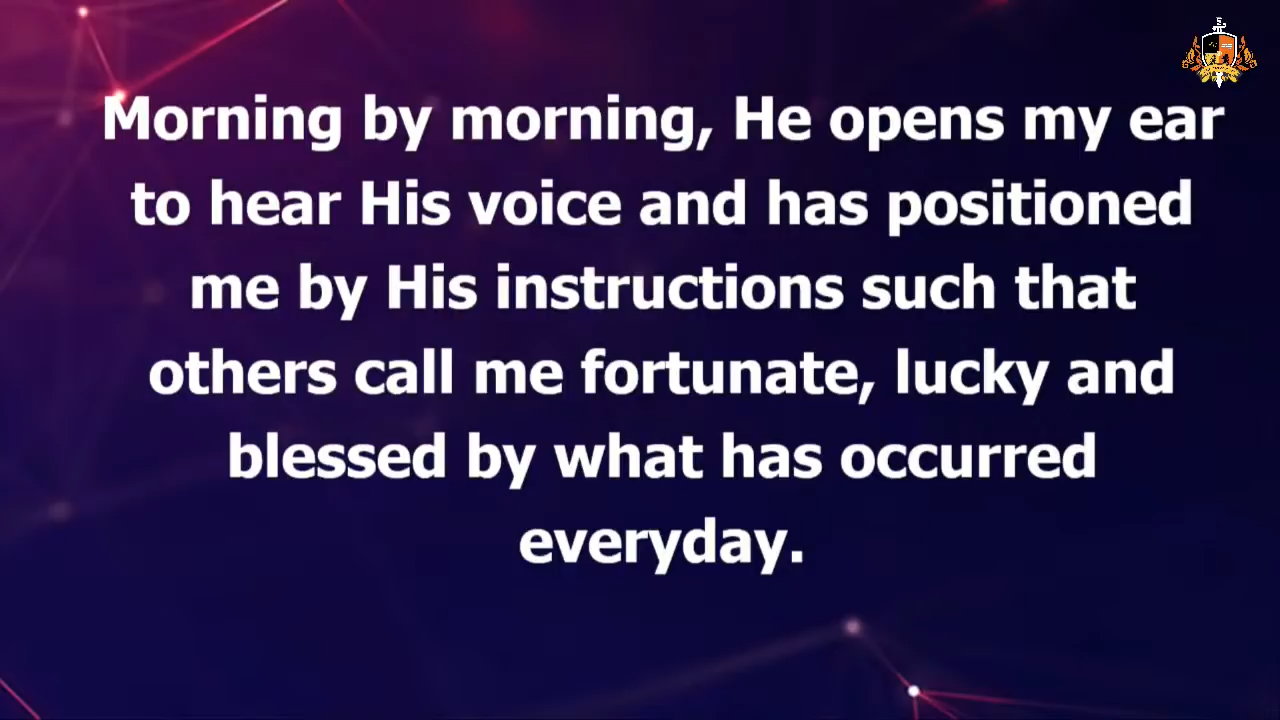 Morning by morning, He opens my ear
to hear His voice and has positioned
me by His instructions such that
others call me fortunate, lucky and
blessed by what has occurred
everyday.